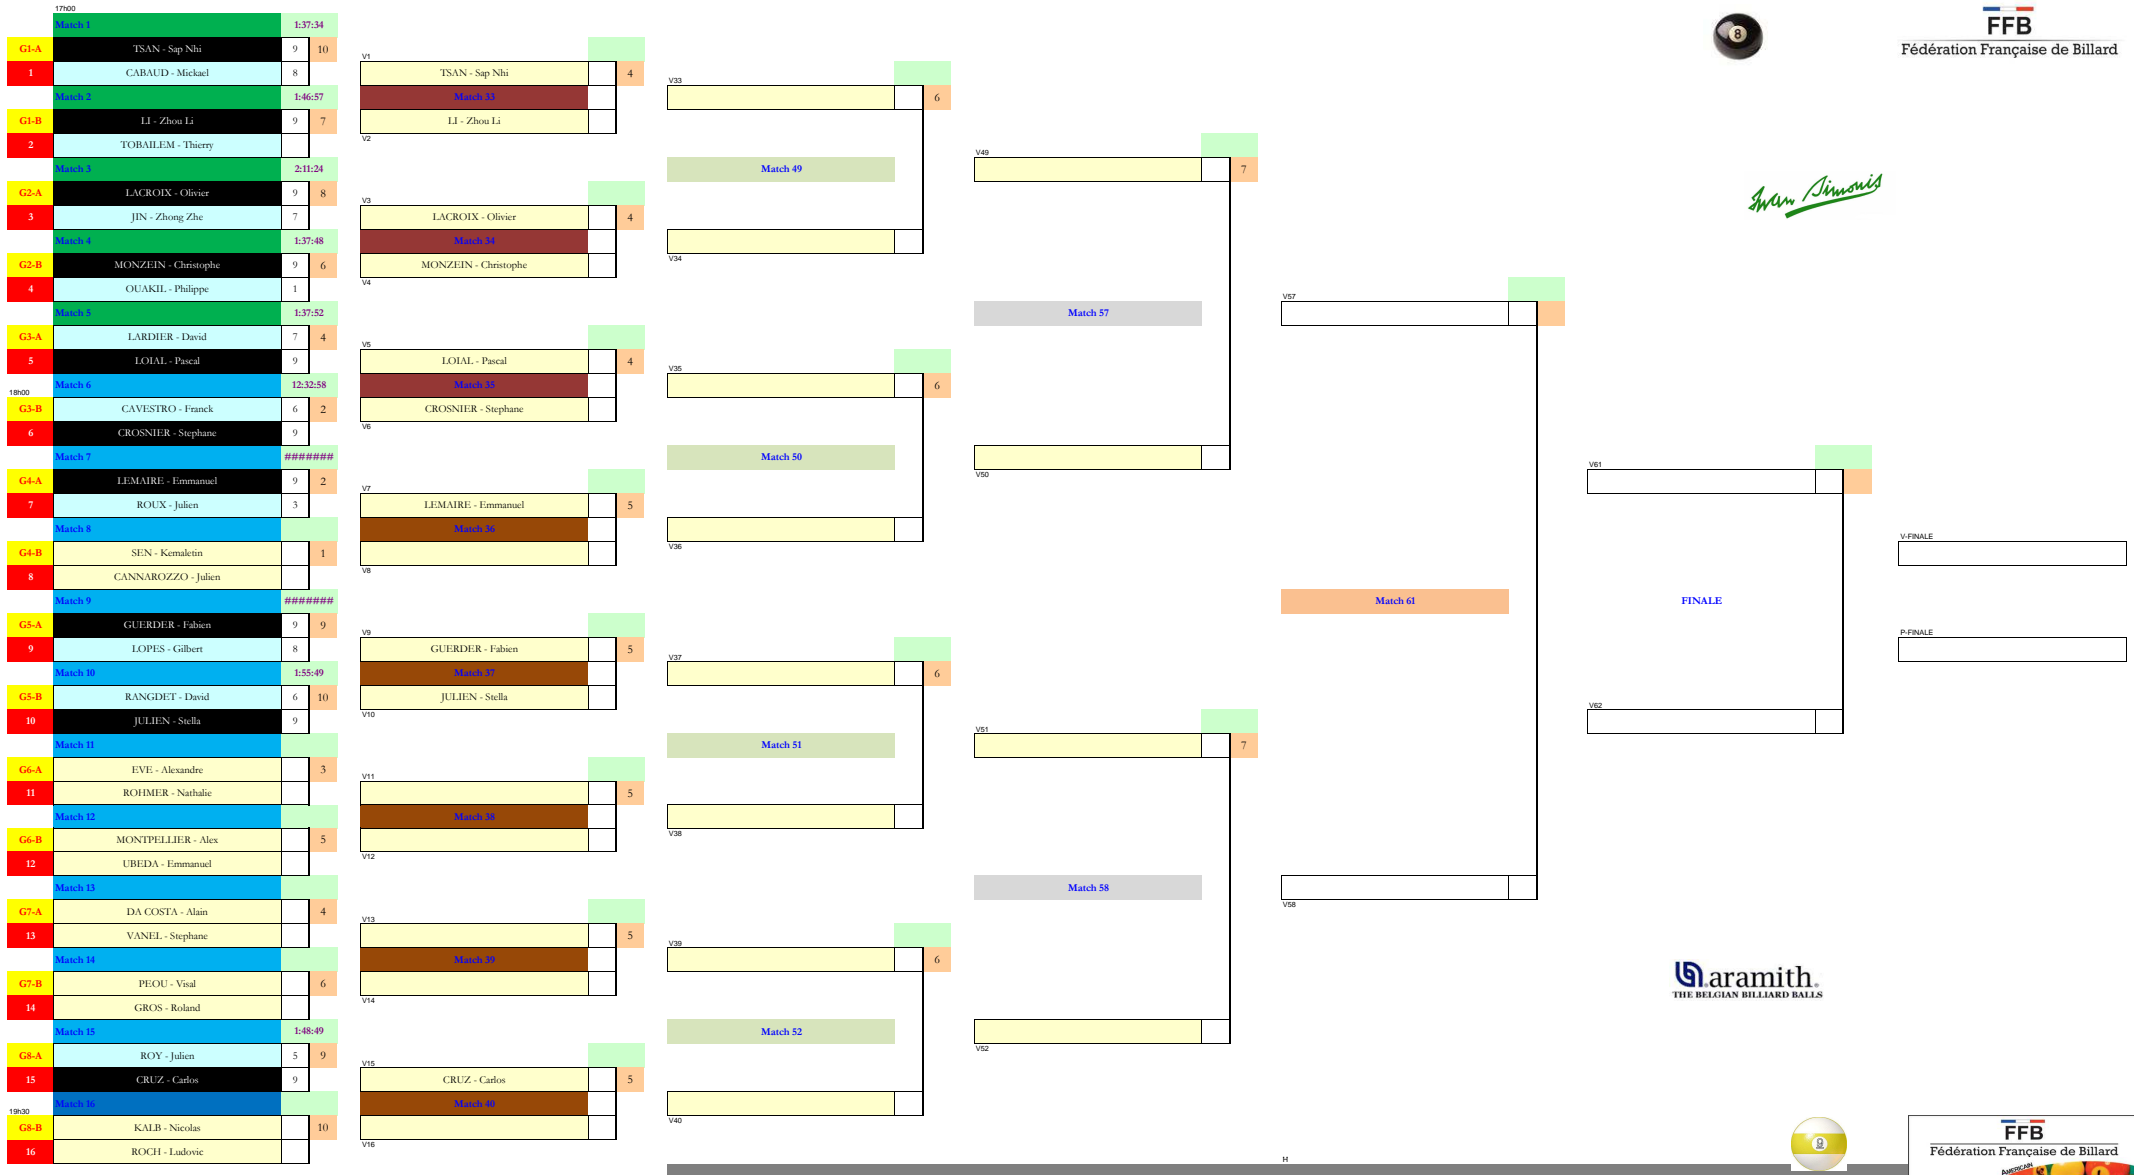 17h00
Match 1 1:37:34
G1-A TSAN - Sap Nhi 9 10
1 CABAUD - Mickael 8
Match 2 1:46:57
G1-B LI - Zhou Li 9 7
2 TOBAILEM - Thierry
Match 3 2:11:24
G2-A LACROIX - Olivier 9 8
3 JIN - Zhong Zhe 7
Match 4 1:37:48
G2-B MONZEIN - Christophe 9 6
4 OUAKIL - Philippe 1
Match 5 1:37:52
G3-A LARDIER - David 7 4
5 LOIAL - Pascal 9
Match 6 12:32:58
18h00
G3-B CAVESTRO - Franck 6 2
6 CROSNIER - Stephane 9
Match 7 #######
G4-A LEMAIRE - Emmanuel 9 2
7 ROUX - Julien 3
Match 8
G4-B SEN - Kemaletin 1
8 CANNAROZZO - Julien
Match 9 #######
G5-A GUERDER - Fabien 9 9
9 LOPES - Gilbert 8
Match 10 1:55:49
G5-B RANGDET - David 6 10
10 JULIEN - Stella 9
Match 11
G6-A EVE - Alexandre 3
11 ROHMER - Nathalie
Match 12
G6-B MONTPELLIER - Alex 5
12 UBEDA - Emmanuel
Match 13
G7-A DA COSTA - Alain 4
13 VANEL - Stephane
Match 14
G7-B PEOU - Visal 6
14 GROS - Roland
Match 15 1:48:49
G8-A ROY - Julien 5 9
15 CRUZ - Carlos 9
Match 16
19h30
G8-B KALB - Nicolas 10
16 ROCH - Ludovic
V1
TSAN - Sap Nhi 4
Match 33
LI - Zhou Li
V2
V3
LACROIX - Olivier 4
Match 34
MONZEIN - Christophe
V4
V5
LOIAL - Pascal 4
Match 35
CROSNIER - Stephane
V6
V7
LEMAIRE - Emmanuel 5
Match 36
V8
V9
GUERDER - Fabien 5
Match 37
JULIEN - Stella
V10
V11
5
Match 38
V12
V13
5
Match 39
V14
V15
CRUZ - Carlos 5
Match 40
V16
V33
6
Match 49
V34
V35
6
Match 50
V36
V37
6
Match 51
V38
V39
6
Match 52
V40
V49
7
Match 57
V50
V51
7
Match 58
V52
V57
Match 61
V58
H
V61
FINALE
V62
V-FINALE
P-FINALE
8
FFB
Fédération Française de Billard
Iwan Simonis
aramith
THE BELGIAN BILLIARD BALLS
9
FFB
Fédération Française de Billard
AMERICAIN